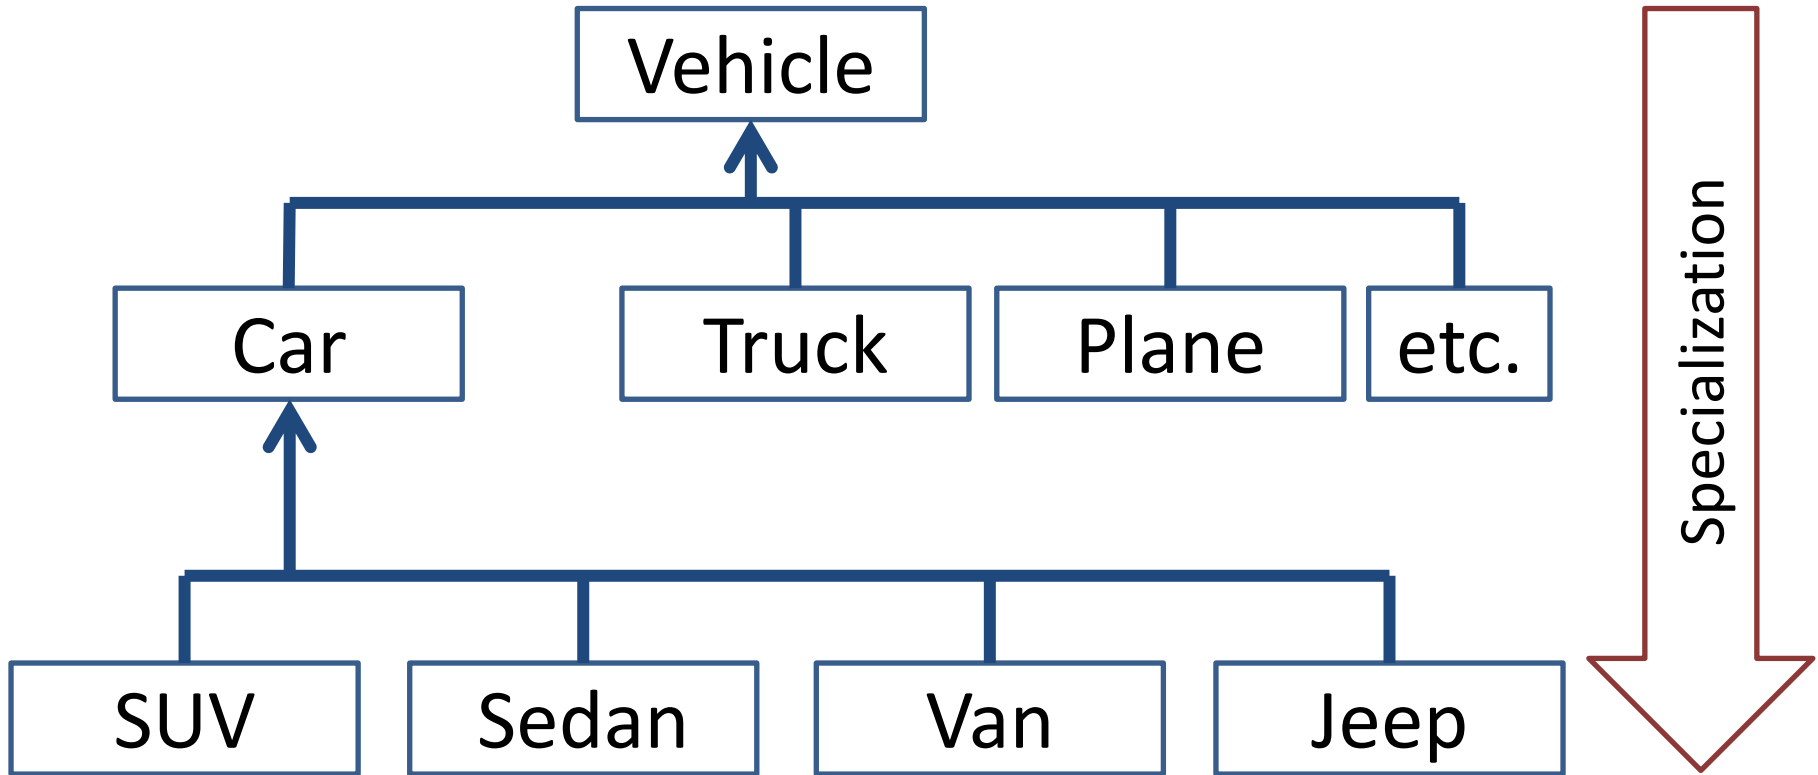 Vehicle
Car
Truck
Plane
etc.
SUV
Sedan
Van
Jeep
Specialization